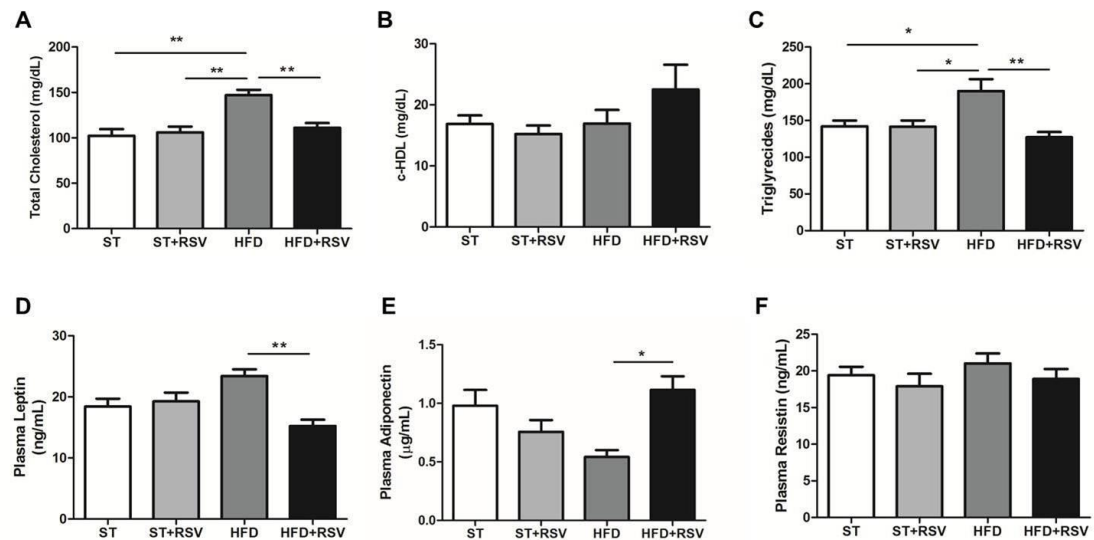 A
Total Cholesterol (mg/dL)
200
150
100
50
0
**
**
**
ST
ST+RSV
HFD
HFD+RSV
B
c-HDL (mg/dL)
30
20
10
0
ST
ST+RSV
HFD
HFD+RSV
C
Triglyrecides (mg/dL)
250
200
150
100
50
0
*
*
**
ST
ST+RSV
HFD
HFD+RSV
D
Plasma Leptin
(ng/mL)
30
20
10
0
**
ST
ST+RSV
HFD
HFD+RSV
E
Plasma Adiponectin
(μg/mL)
1.5
1.0
0.5
0.0
*
ST
ST+RSV
HFD
HFD+RSV
F
Plasma Resistin (ng/mL)
25
20
15
10
5
0
ST
ST+RSV
HFD
HFD+RSV